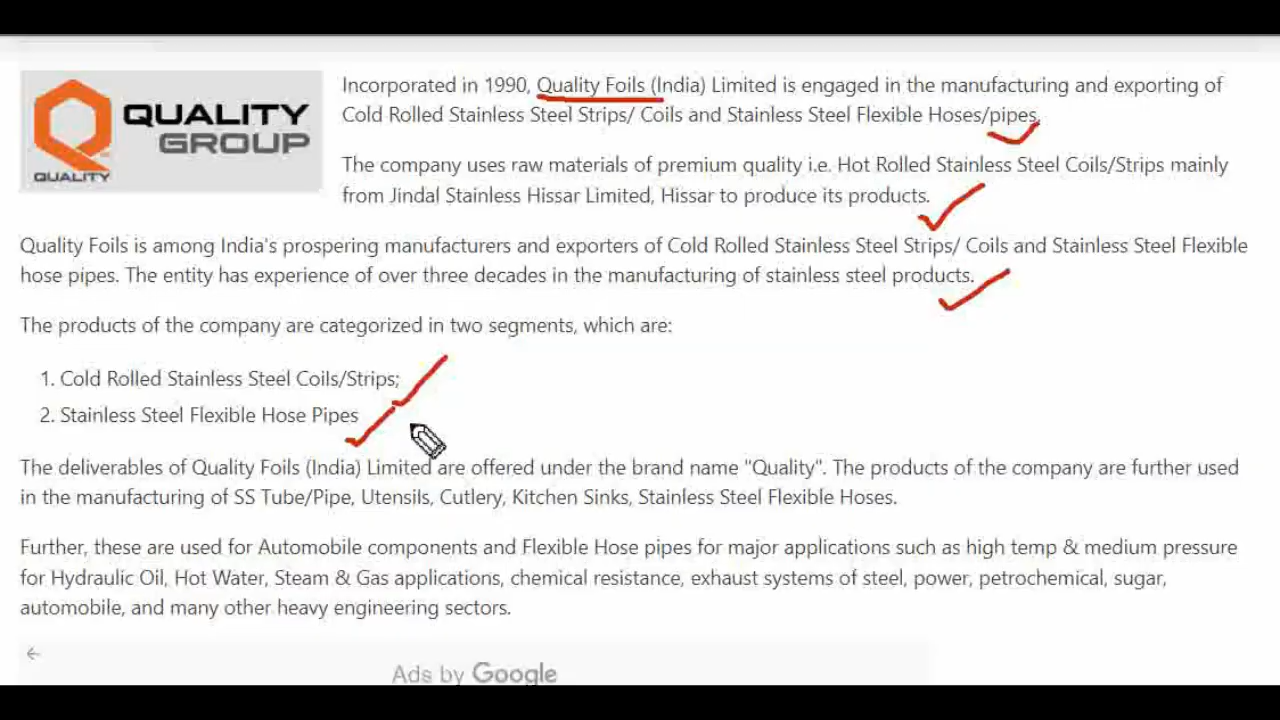 QUALITY
GROUP
QUALITY
Incorporated in 1990, Quality Foils (India) Limited is engaged in the manufacturing and exporting of
Cold Rolled Stainless Steel Strips/ Coils and Stainless Steel Flexible Hoses/pipes.
The company uses raw materials of premium quality i.e. Hot Rolled Stainless Steel Coils/Strips mainly
from Jindal Stainless Hissar Limited, Hissar to produce its products.
Quality Foils is among India's prospering manufacturers and exporters of Cold Rolled Stainless Steel Strips/ Coils and Stainless Steel Flexible
hose pipes. The entity has experience of over three decades in the manufacturing of stainless steel products.
The products of the company are categorized in two segments, which are:
1. Cold Rolled Stainless Steel Coils/Strips;
2. Stainless Steel Flexible Hose Pipes
The deliverables of Quality Foils (India) Limited are offered under the brand name "Quality". The products of the company are further used
in the manufacturing of SS Tube/Pipe, Utensils, Cutlery, Kitchen Sinks, Stainless Steel Flexible Hoses.
Further, these are used for Automobile components and Flexible Hose pipes for major applications such as high temp & medium pressure
for Hydraulic Oil, Hot Water, Steam & Gas applications, chemical resistance, exhaust systems of steel, power, petrochemical, sugar,
automobile, and many other heavy engineering sectors.
Ads by Google